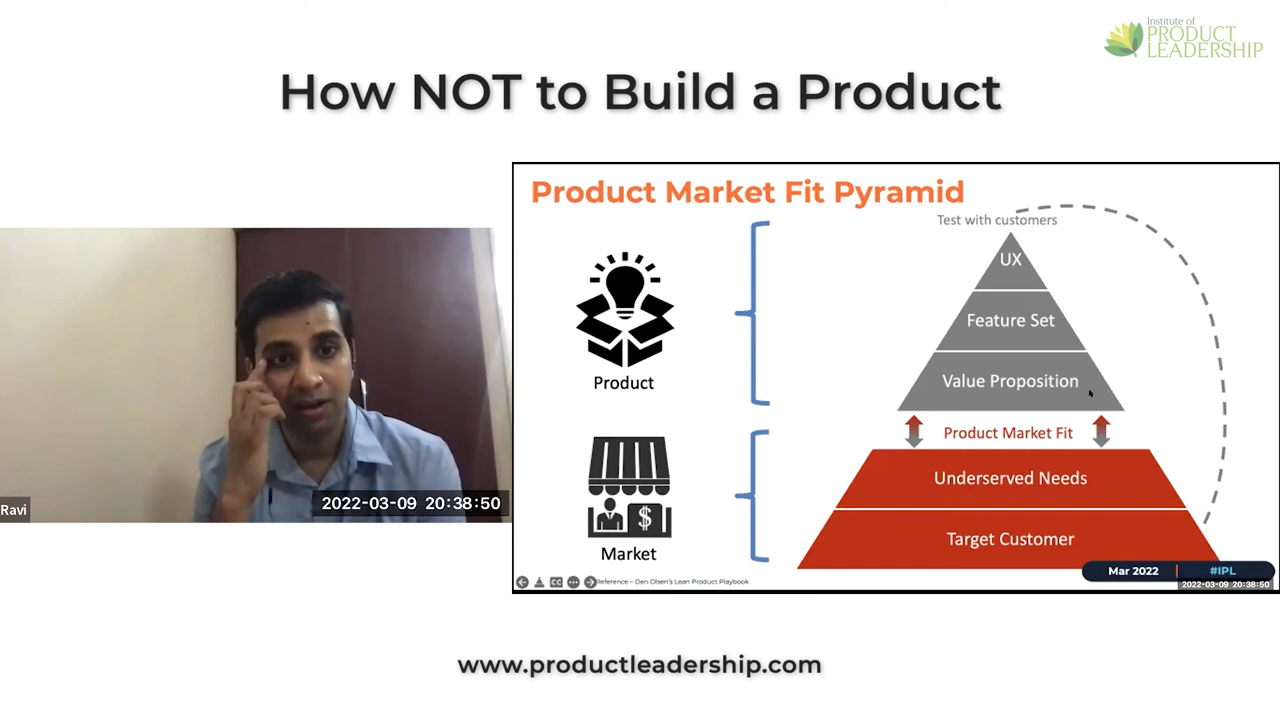 Institute of
PRODUCT
LEADERSHIP
How NOT to Build a Product
Product Market Fit Pyramid
Test with customers
UX
Feature Set
Value Proposition
Product
Product Market Fit
Underserved Needs
Target Customer
$
Market
CC
Reference – Den Olsen's Lean Product Playbook
Mar 2022
#IPL
2022-03-09 20:38:50
Ravi
2022-03-09 20:38:50
www.productleadership.com